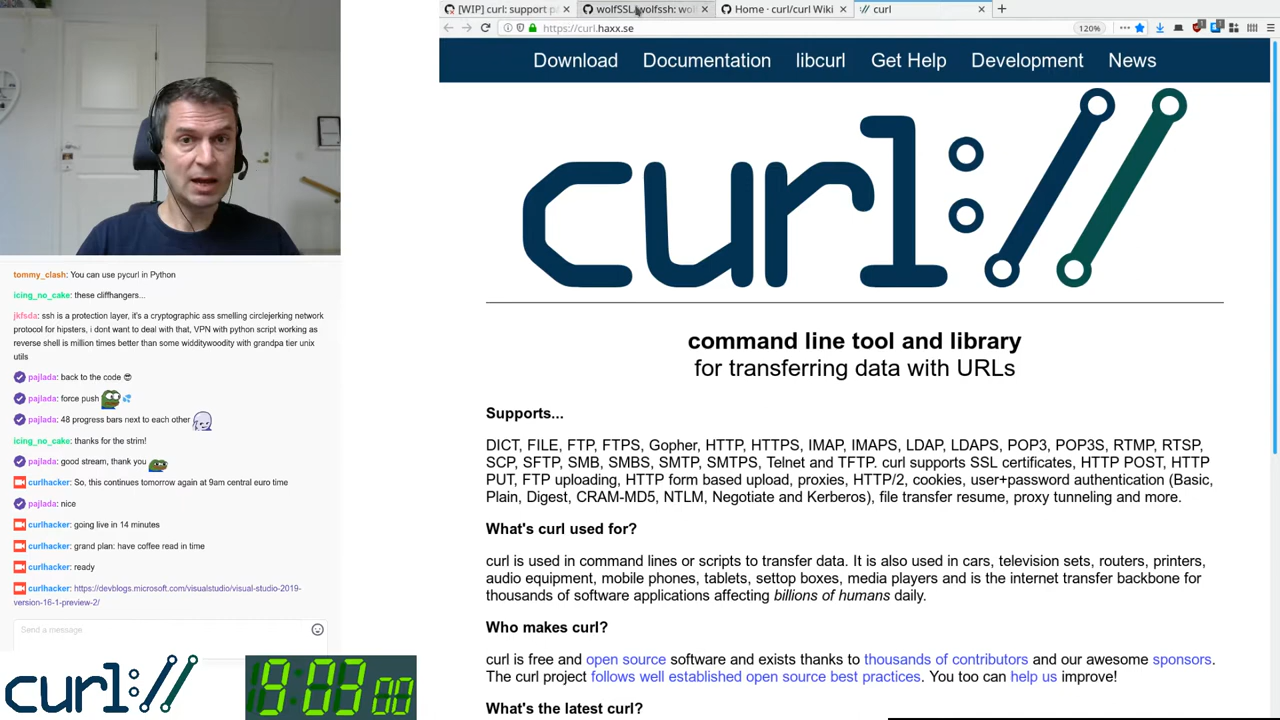 [WIP] curl: support p
wolfSSL/wolfssh: wol
Home · curl/curl Wiki
curl
https://curl.haxx.se
120%
Download Documentation libcurl Get Help Development News
curl://
command line tool and library
for transferring data with URLs
Supports...
DICT, FILE, FTP, FTPS, Gopher, HTTP, HTTPS, IMAP, IMAPS, LDAP, LDAPS, POP3, POP3S, RTMP, RTSP,
SCP, SFTP, SMB, SMBS, SMTP, SMTPS, Telnet and TFTP. curl supports SSL certificates, HTTP POST, HTTP
PUT, FTP uploading, HTTP form based upload, proxies, HTTP/2, cookies, user+password authentication (Basic,
Plain, Digest, CRAM-MD5, NTLM, Negotiate and Kerberos), file transfer resume, proxy tunneling and more.
What's curl used for?
curl is used in command lines or scripts to transfer data. It is also used in cars, television sets, routers, printers,
audio equipment, mobile phones, tablets, settop boxes, media players and is the internet transfer backbone for
thousands of software applications affecting billions of humans daily.
Who makes curl?
curl is free and open source software and exists thanks to thousands of contributors and our awesome sponsors.
The curl project follows well established open source best practices. You too can help us improve!
What's the latest curl?
tommy_clash: You can use pycurl in Python
icing_no_cake: these cliffhangers...
jkfsda: ssh is a protection layer, it's a cryptographic ass smelling circlejerking network
protocol for hipsters, i dont want to deal with that, VPN with python script working as
reverse shell is million times better than some widditywoodity with grandpa tier unix
utils
pajlada: back to the code 😎
pajlada: force push
pajlada: 48 progress bars next to each other
icing_no_cake: thanks for the strim!
pajlada: good stream, thank you
curlhacker: So, this continues tomorrow again at 9am central euro time
pajlada: nice
curlhacker: going live in 14 minutes
curlhacker: grand plan: have coffee read in time
curlhacker: ready
curlhacker: https://devblogs.microsoft.com/visualstudio/visual-studio-2019-
version-16-1-preview-2/
Send a message
curl://